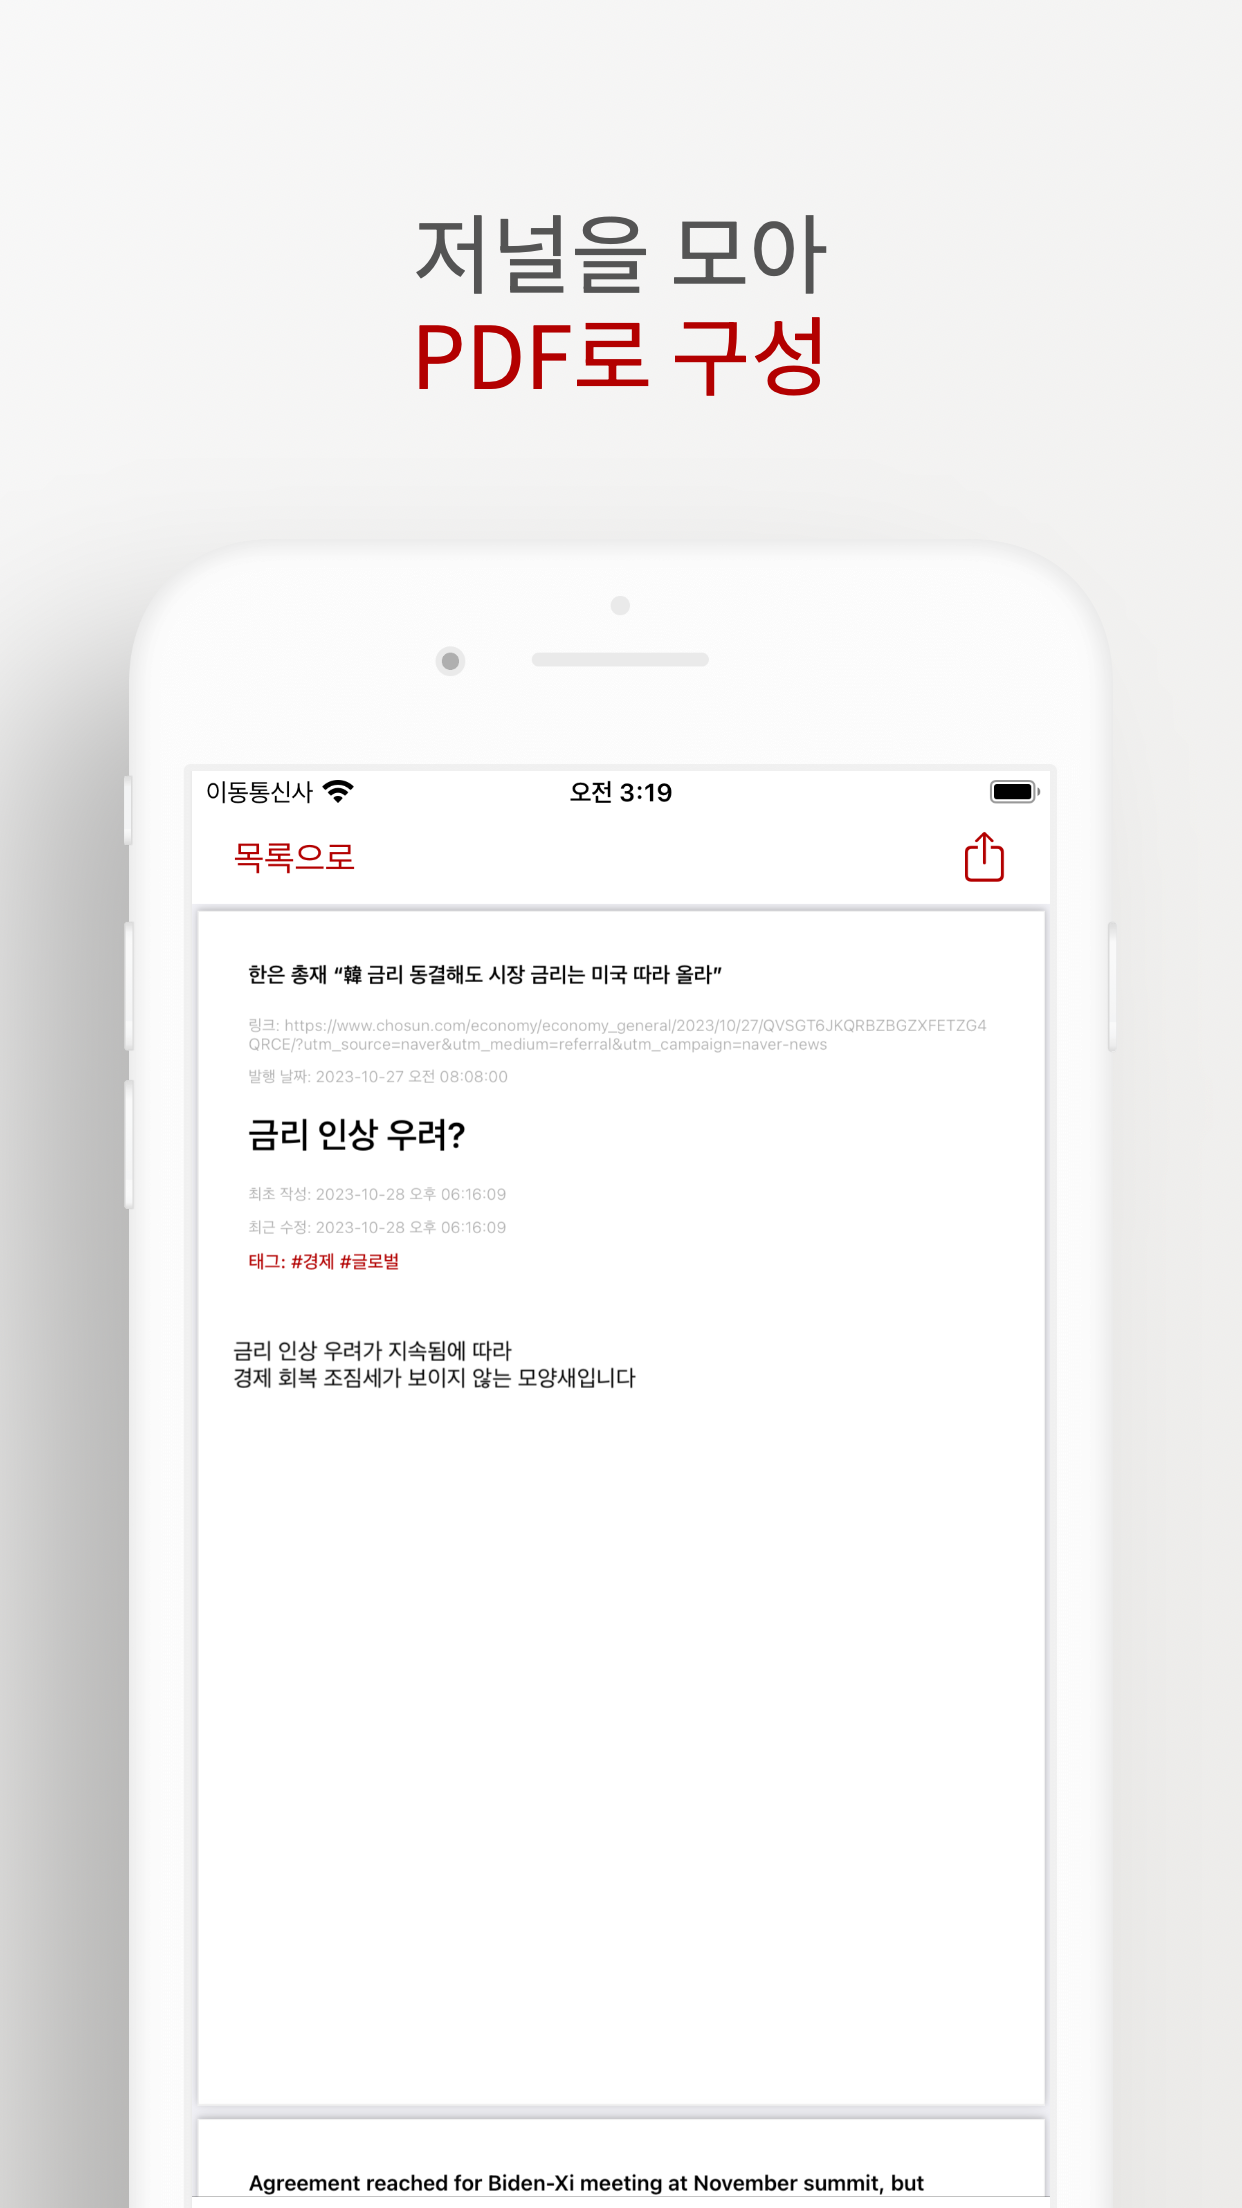 저널을 모아
PDF로 구성
이동통신사 오전 3:19
목록으로
한은 총재 “韓 금리 동결해도 시장 금리는 미국 따라 올라”
링크: https://www.chosun.com/economy/economy_general/2023/10/27/QVSGT6JKQRBZBGZXFETZG4
QRCE/?utm_source=naver&utm_medium=referral&utm_campaign=naver-news
발행 날짜: 2023-10-27 오전 08:08:00
금리 인상 우려?
최초 작성: 2023-10-28 오후 06:16:09
최근 수정: 2023-10-28 오후 06:16:09
태그: #경제 #글로벌
금리 인상 우려가 지속됨에 따라
경제 회복 조짐세가 보이지 않는 모양새입니다
Agreement reached for Biden-Xi meeting at November summit, but